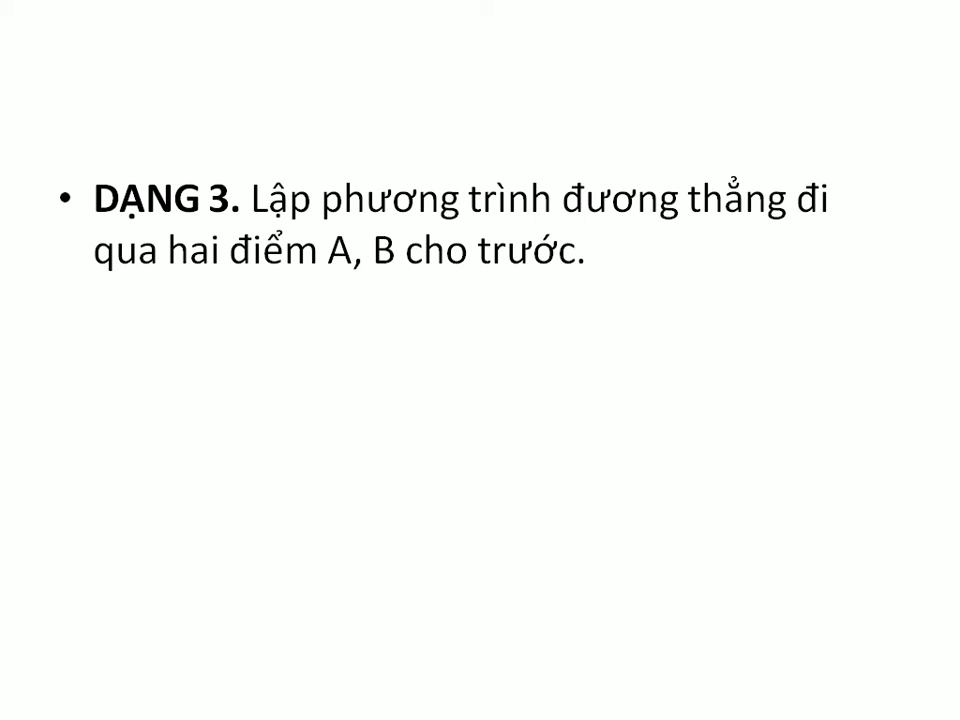 • DẠNG 3. Lập phương trình đương thẳng đi
qua hai điểm A, B cho trước.